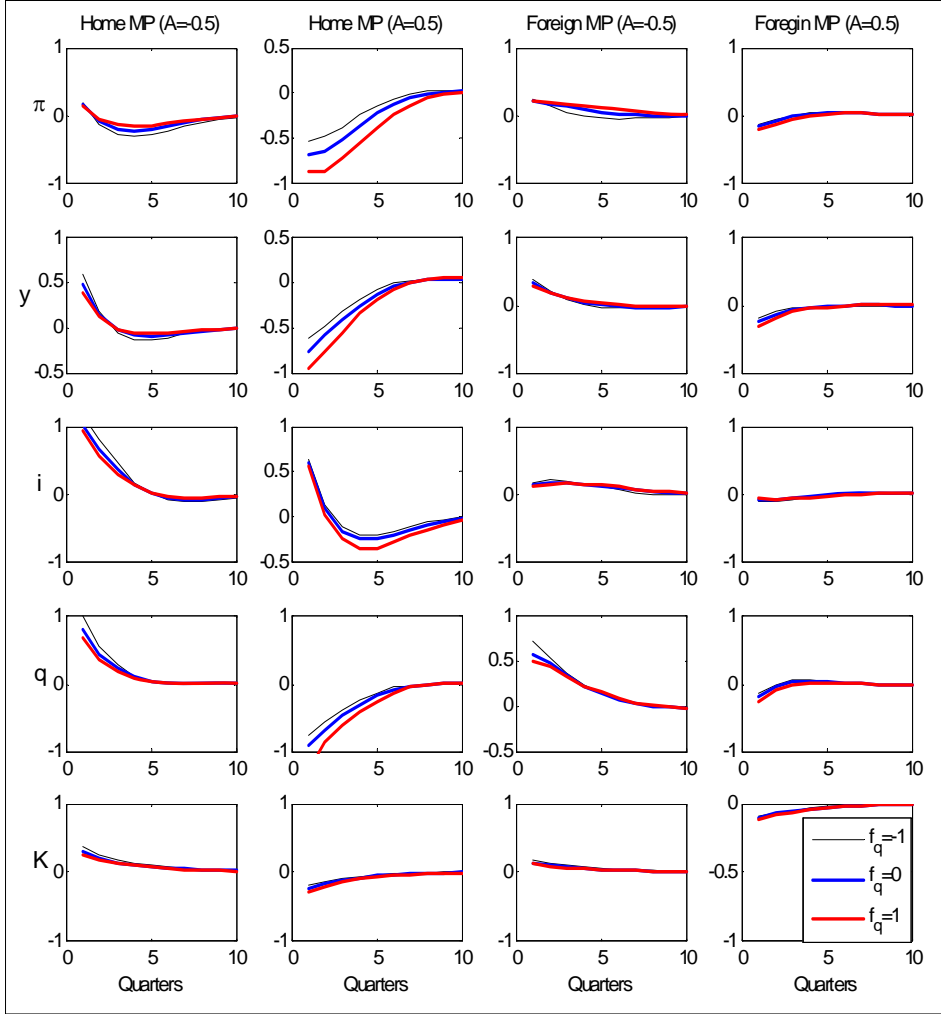 Home MP (A=-0.5) Home MP (A=0.5) Foreign MP (A=-0.5) Foregin MP (A=0.5)
1 0.5 1 1
π 0 0 0 0
-0.5
-1 -1 -1 -1
0 5 10 0 5 10 0 5 10 0 5 10
1 0.5 1 1
0.5 0
y 0 0
0 -0.5
-0.5 -1 -1 -1
0 5 10 0 5 10 0 5 10 0 5 10
1 1 1
0.5
i 0 0 0 0
-1 -0.5 -1 -1
0 5 10 0 5 10 0 5 10 0 5 10
1 1 1 1
0.5
q 0 0 0
0
-1 -1 -0.5 -1
0 5 10 0 5 10 0 5 10 0 5 10
1 1 1 0
K 0 0 0 -0.5
-1 -1 -1 -1
0 5 10 0 5 10 0 5 10 0 5 10
f_q=-1
f_q=0
f_q=1
Quarters Quarters Quarters Quarters